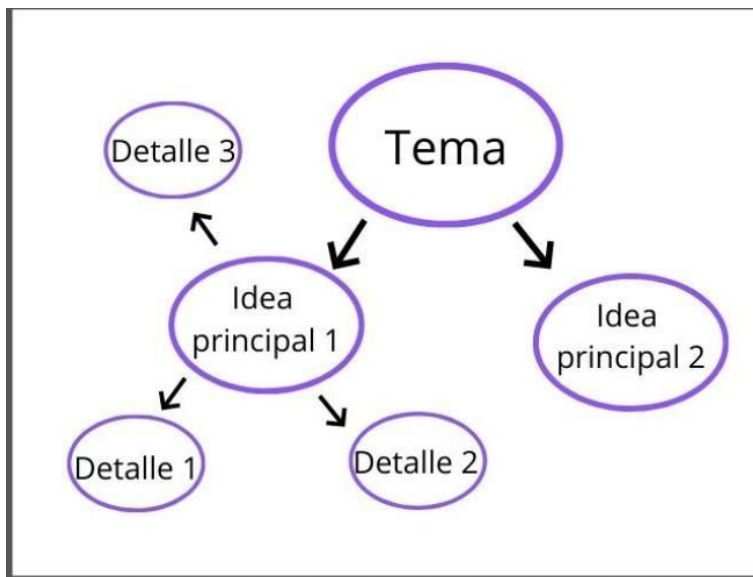 Tema
Detalle 3
Idea
principal 1
Idea
principal 2
Detalle 1
Detalle 2